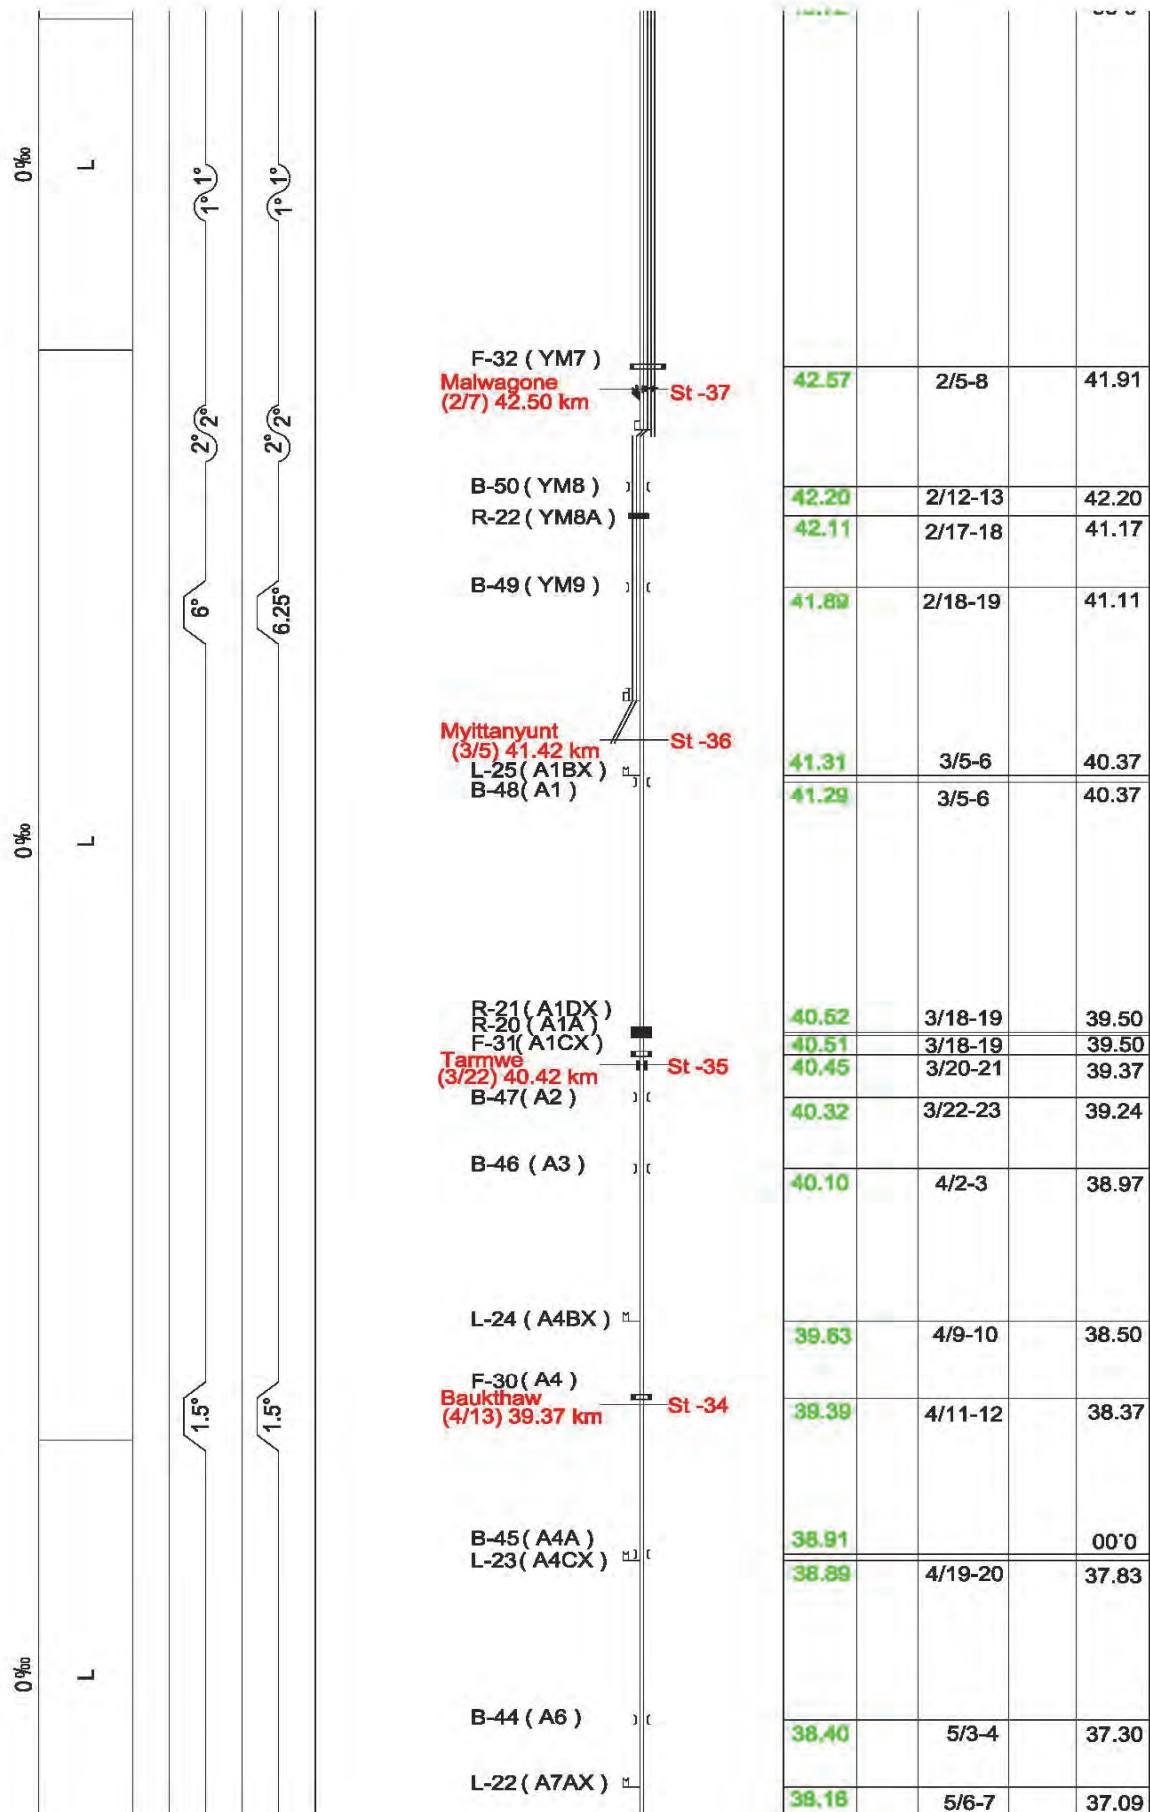 0‰
L
1° 1°
1° 1°
F-32 ( YM7 )
Malwagone
(2/7) 42.50 km
St -37
42.57 2/5-8 41.91
2° 2°
2° 2°
B-50 ( YM8 )
42.20 2/12-13 42.20
R-22 ( YM8A )
42.11 2/17-18 41.17
B-49 ( YM9 )
41.89 2/18-19 41.11
6°
6.25°
Myittanyunt
(3/5) 41.42 km
St -36
L-25 ( A1BX )
41.31 3/5-6 40.37
B-48( A1 )
41.29 3/5-6 40.37
0‰
L
R-21( A1DX )
40.52 3/18-19 39.50
R-20 ( A1A )
40.51 3/18-19 39.50
F-31( A1CX )
Tarmwe
(3/22) 40.42 km
St -35
40.45 3/20-21 39.37
B-47( A2 )
40.32 3/22-23 39.24
B-46 ( A3 )
40.10 4/2-3 38.97
L-24 ( A4BX )
39.63 4/9-10 38.50
F-30( A4 )
Baukthaw
(4/13) 39.37 km
St -34
39.39 4/11-12 38.37
1.5°
1.5°
B-45( A4A )
38.91 0.00
L-23( A4CX )
38.89 4/19-20 37.83
0‰
L
B-44 ( A6 )
38.40 5/3-4 37.30
L-22 ( A7AX )
38.16 5/6-7 37.09